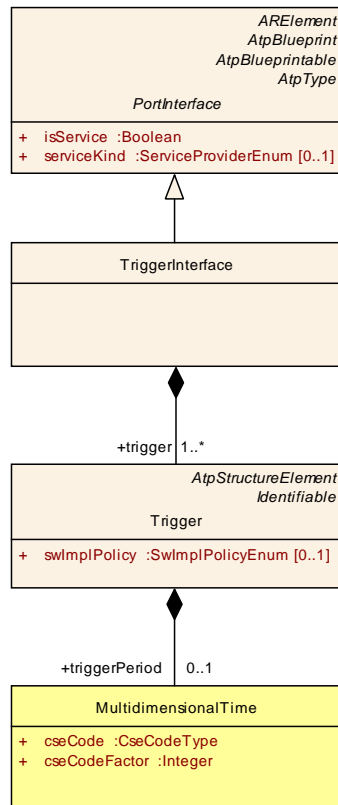 ARElement
AtpBlueprint
AtpBlueprintable
AtpType
PortInterface
+ isService :Boolean
+ serviceKind :ServiceProviderEnum [0..1]
TriggerInterface
+trigger 1..*
AtpStructureElement
Identifiable
Trigger
+ swImplPolicy :SwImplPolicyEnum [0..1]
+triggerPeriod 0..1
MultidimensionalTime
+ cseCode :CseCodeType
+ cseCodeFactor :Integer